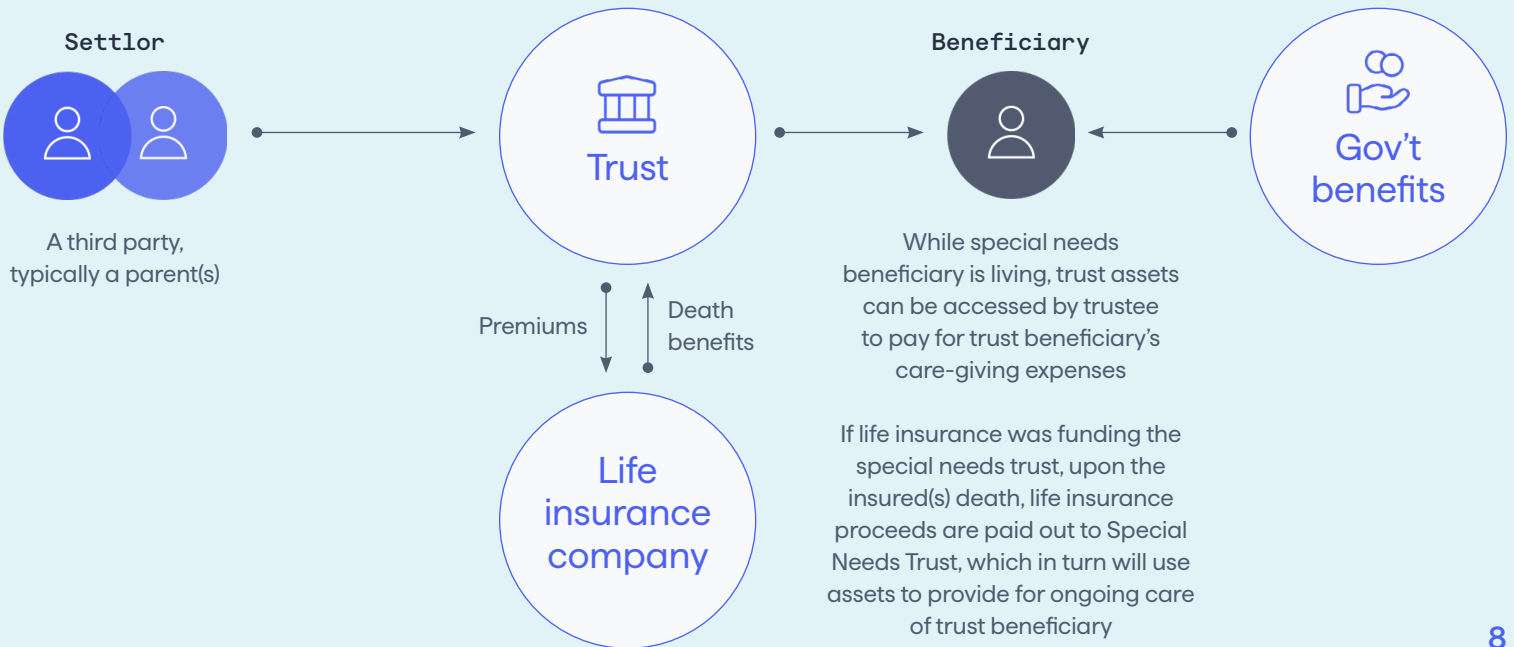 Settlor
A third party,
typically a parent(s)
Trust
Premiums
Death
benefits
Life
insurance
company
Beneficiary
While special needs
beneficiary is living, trust assets
can be accessed by trustee
to pay for trust beneficiary’s
care-giving expenses
If life insurance was funding the
special needs trust, upon the
insured(s) death, life insurance
proceeds are paid out to Special
Needs Trust, which in turn will use
assets to provide for ongoing care
of trust beneficiary
Gov’t
benefits
8